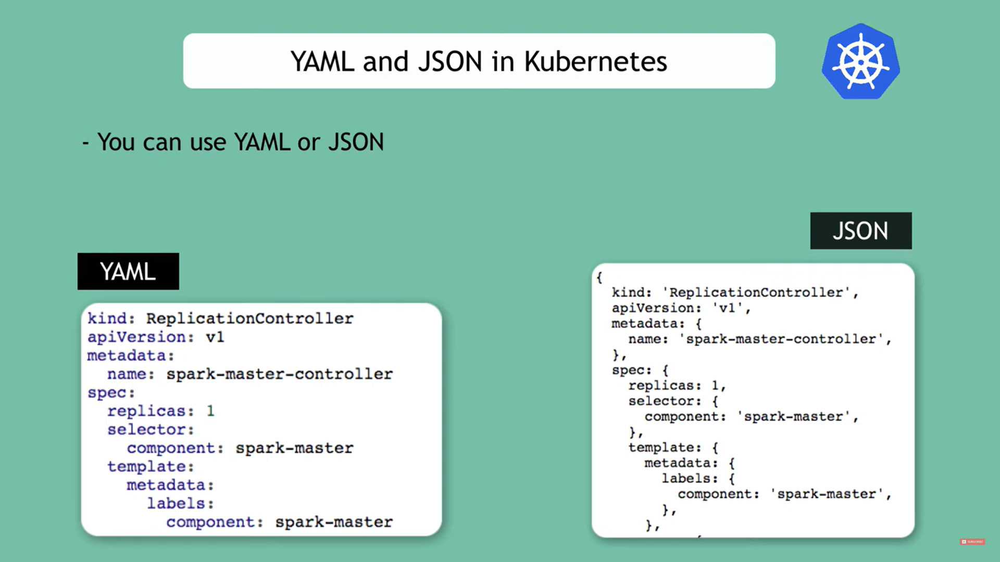 YAML and JSON in Kubernetes
- You can use YAML or JSON
JSON
YAML
kind: ReplicationController
apiVersion: v1
metadata:
  name: spark-master-controller
spec:
  replicas: 1
  selector:
    component: spark-master
  template:
    metadata:
      labels:
        component: spark-master
{
  kind: 'ReplicationController',
  apiVersion: 'v1',
  metadata: {
    name: 'spark-master-controller',
  },
  spec: {
    replicas: 1,
    selector: {
      component: 'spark-master',
    },
    template: {
      metadata: {
        labels: {
          component: 'spark-master',
        },
      },
SUBSCRIBE